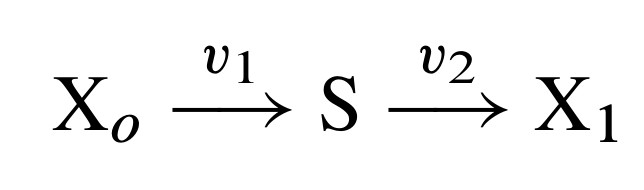 Xₒ —v₁→ S —v₂→ X₁